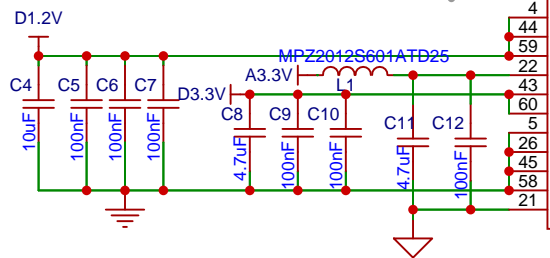 D1.2V
4
44
59
MPZ2012S601ATD25
22
A3.3V
L1
43
D3.3V
60
C4
C5
C6
C7
C8
C9
C10
C11
C12
5
26
45
58
21
10uF
100nF
100nF
100nF
4.7uF
100nF
100nF
4.7uF
100nF